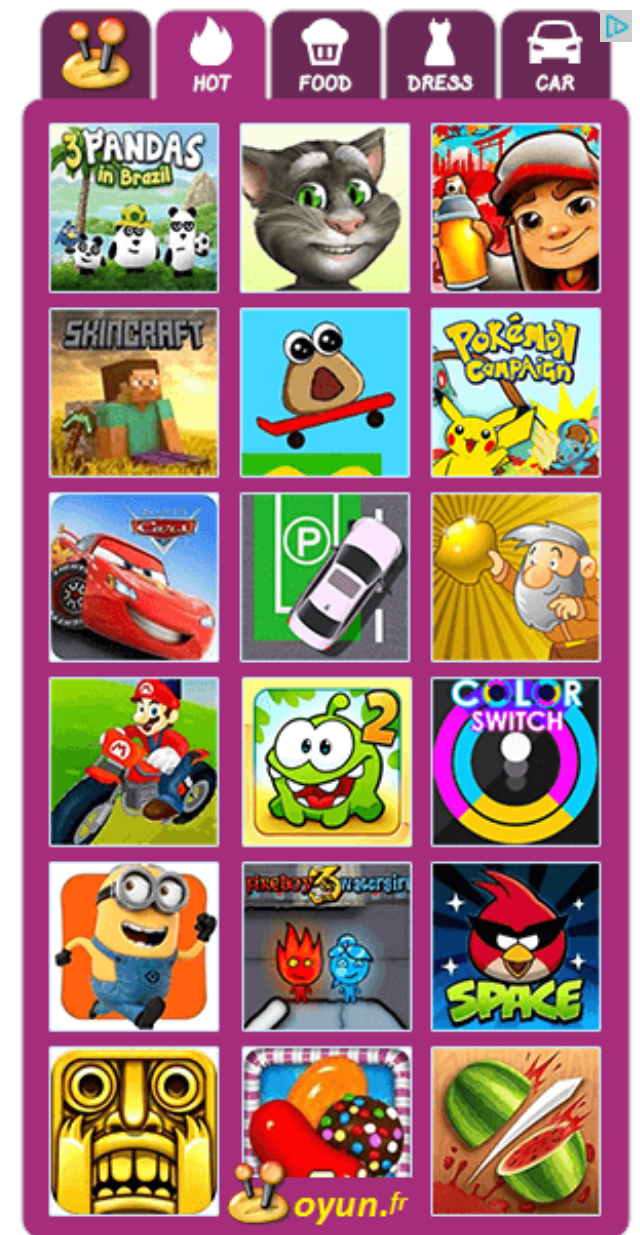 HOT
FOOD
DRESS
CAR
3 PANDAS
in Brazil
SKINCRAFT
POKéMON
CAMPAIGN
Cars
P
M
2
COLOR
SWITCH
fireboy watergirl
3
SPACE
oyun.fr